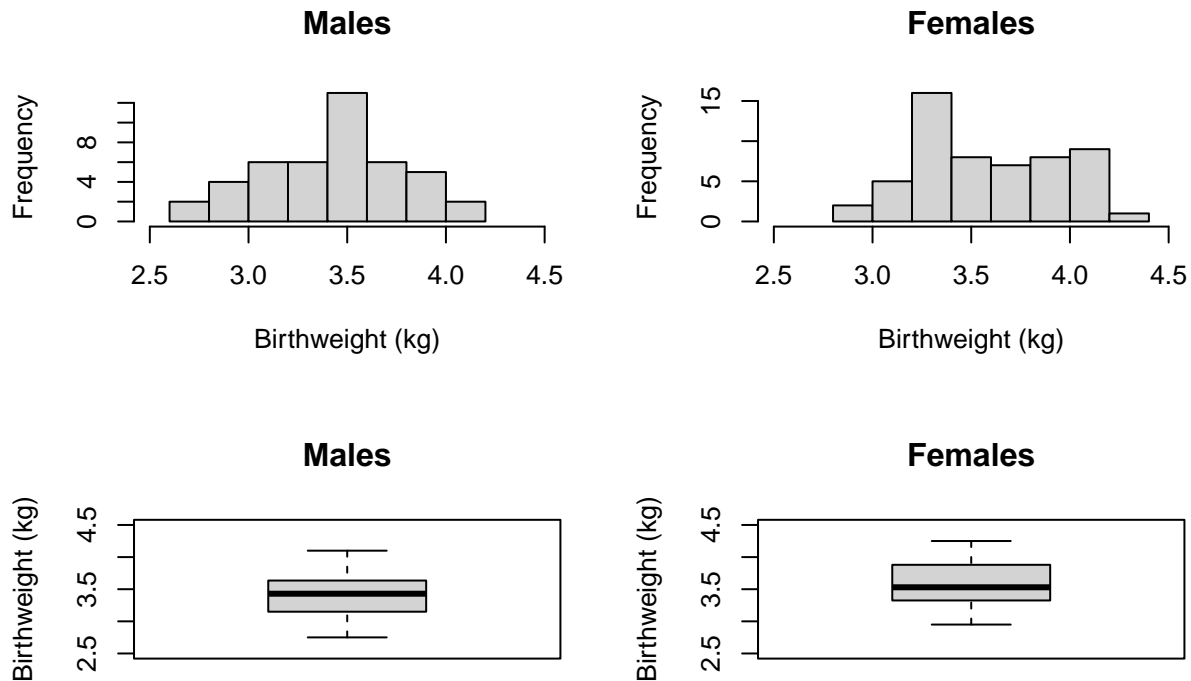 Males
Frequency
0 4 8
2.5 3.0 3.5 4.0 4.5
Birthweight (kg)
Females
Frequency
0 5 15
2.5 3.0 3.5 4.0 4.5
Birthweight (kg)
Males
Birthweight (kg)
2.5 3.5 4.5
Females
Birthweight (kg)
2.5 3.5 4.5